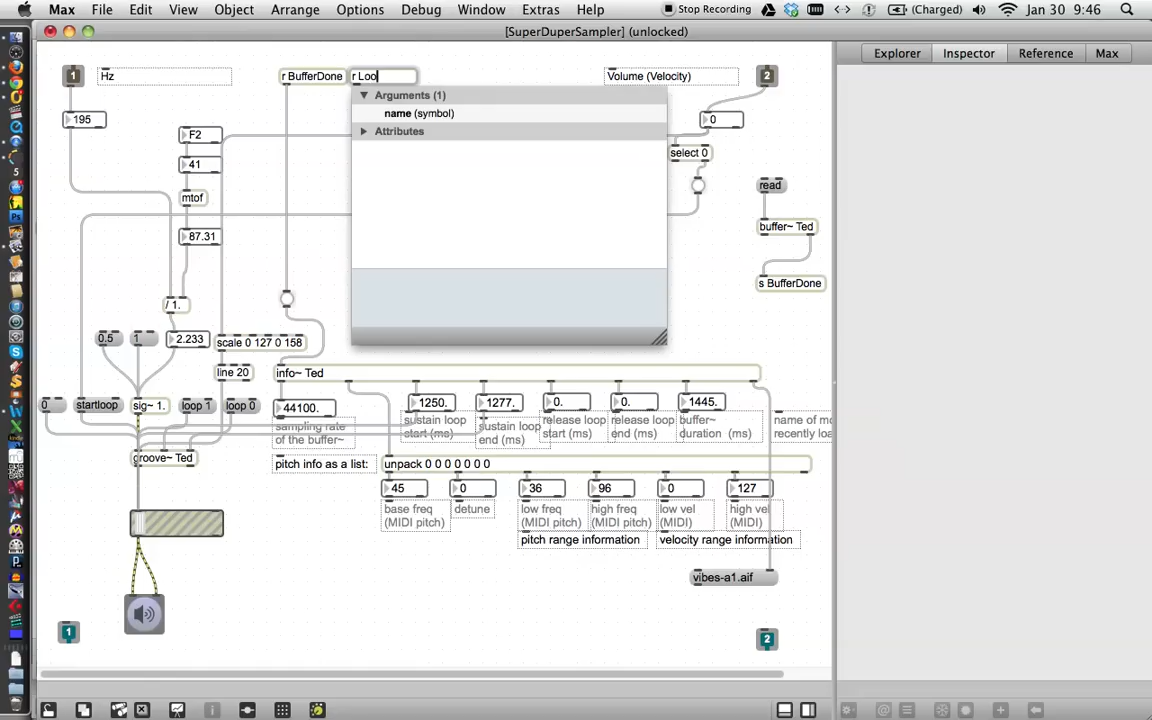 Max File Edit View Object Arrange Options Debug Window Extras Help
Stop Recording (Charged) Jan 30 9:46
[SuperDuperSampler] (unlocked)
Explorer Inspector Reference Max
1 Hz r BufferDone r Loo Volume (Velocity) 2
Arguments (1)
name (symbol)
Attributes
195 0
F2
select 0
41
read
mtof
buffer~ Ted
87.31
s BufferDone
/ 1.
0.5 1 2.233 scale 0 127 0 158
line 20 info~ Ted
0 startloop sig~ 1. loop 1 loop 0 44100. 1250. 1277. 0. 0. 1445.
sampling rate
of the buffer~
sustain loop
start (ms)
sustain loop
end (ms)
release loop
start (ms)
release loop
end (ms)
buffer~
duration (ms)
name of mo
recently loa
groove~ Ted pitch info as a list: unpack 0 0 0 0 0 0 0
45 0 36 96 0 127
base freq
(MIDI pitch)
detune
low freq
(MIDI pitch)
high freq
(MIDI pitch)
low vel
(MIDI)
high vel
(MIDI)
pitch range information velocity range information
vibes-a1.aif
1 2